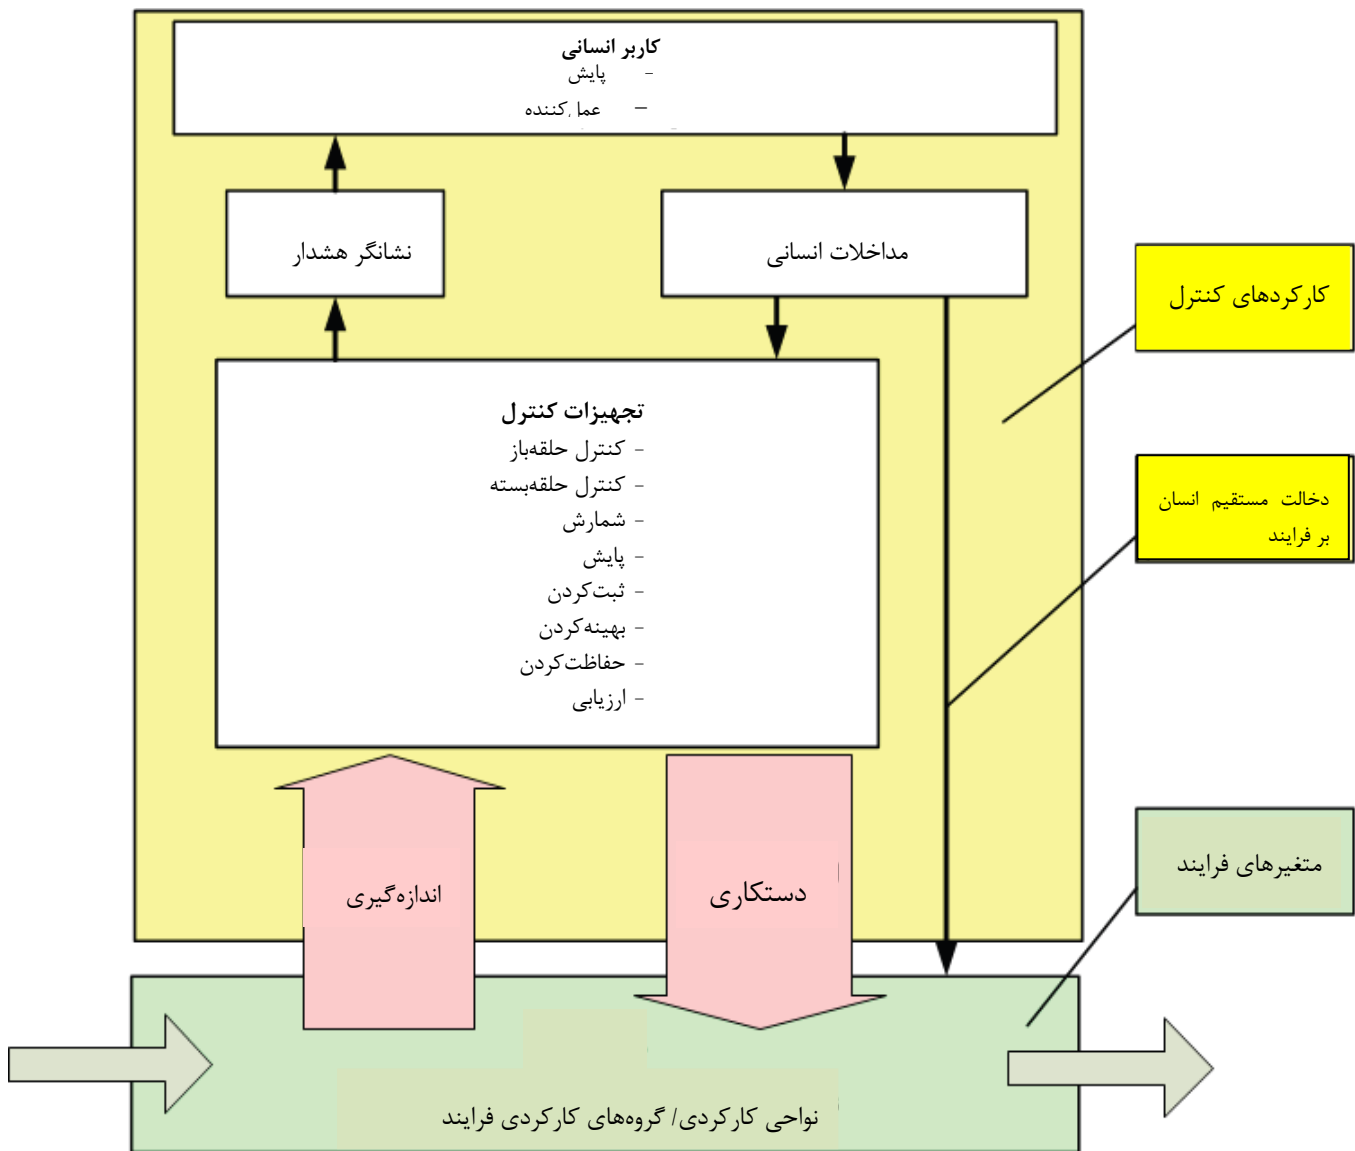 کاربر انسانی
- پایش
– عمل‌کننده
نشانگر هشدار
مداخلات انسانی
کارکردهای کنترل
تجهیزات کنترل
- کنترل حلقه‌باز
- کنترل حلقه‌بسته
- شمارش
- پایش
- ثبت‌کردن
- بهینه‌کردن
- حفاظت‌کردن
- ارزیابی
دخالت مستقیم انسان
بر فرایند
متغیرهای فرایند
اندازه‌گیری
دستکاری
نواحی کارکردی/ گروه‌های کارکردی فرایند